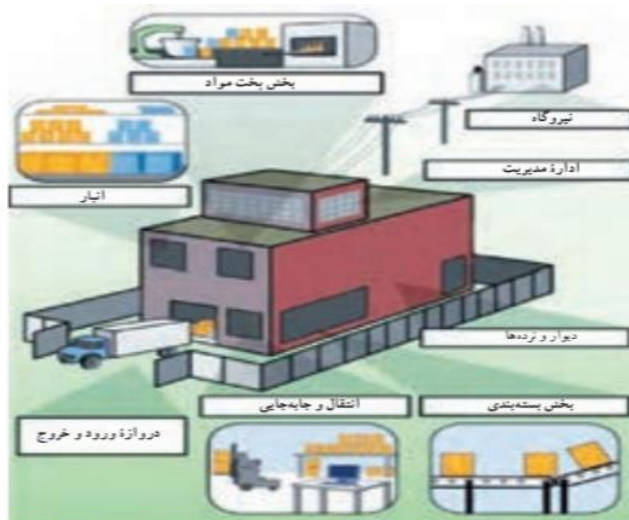 بخش پخت مواد
نیروگاه
ادارهٔ مدیریت
انبار
دیوار و نرده‌ها
بخش بسته‌بندی
انتقال و جابه‌جایی
دروازهٔ ورود و خروج